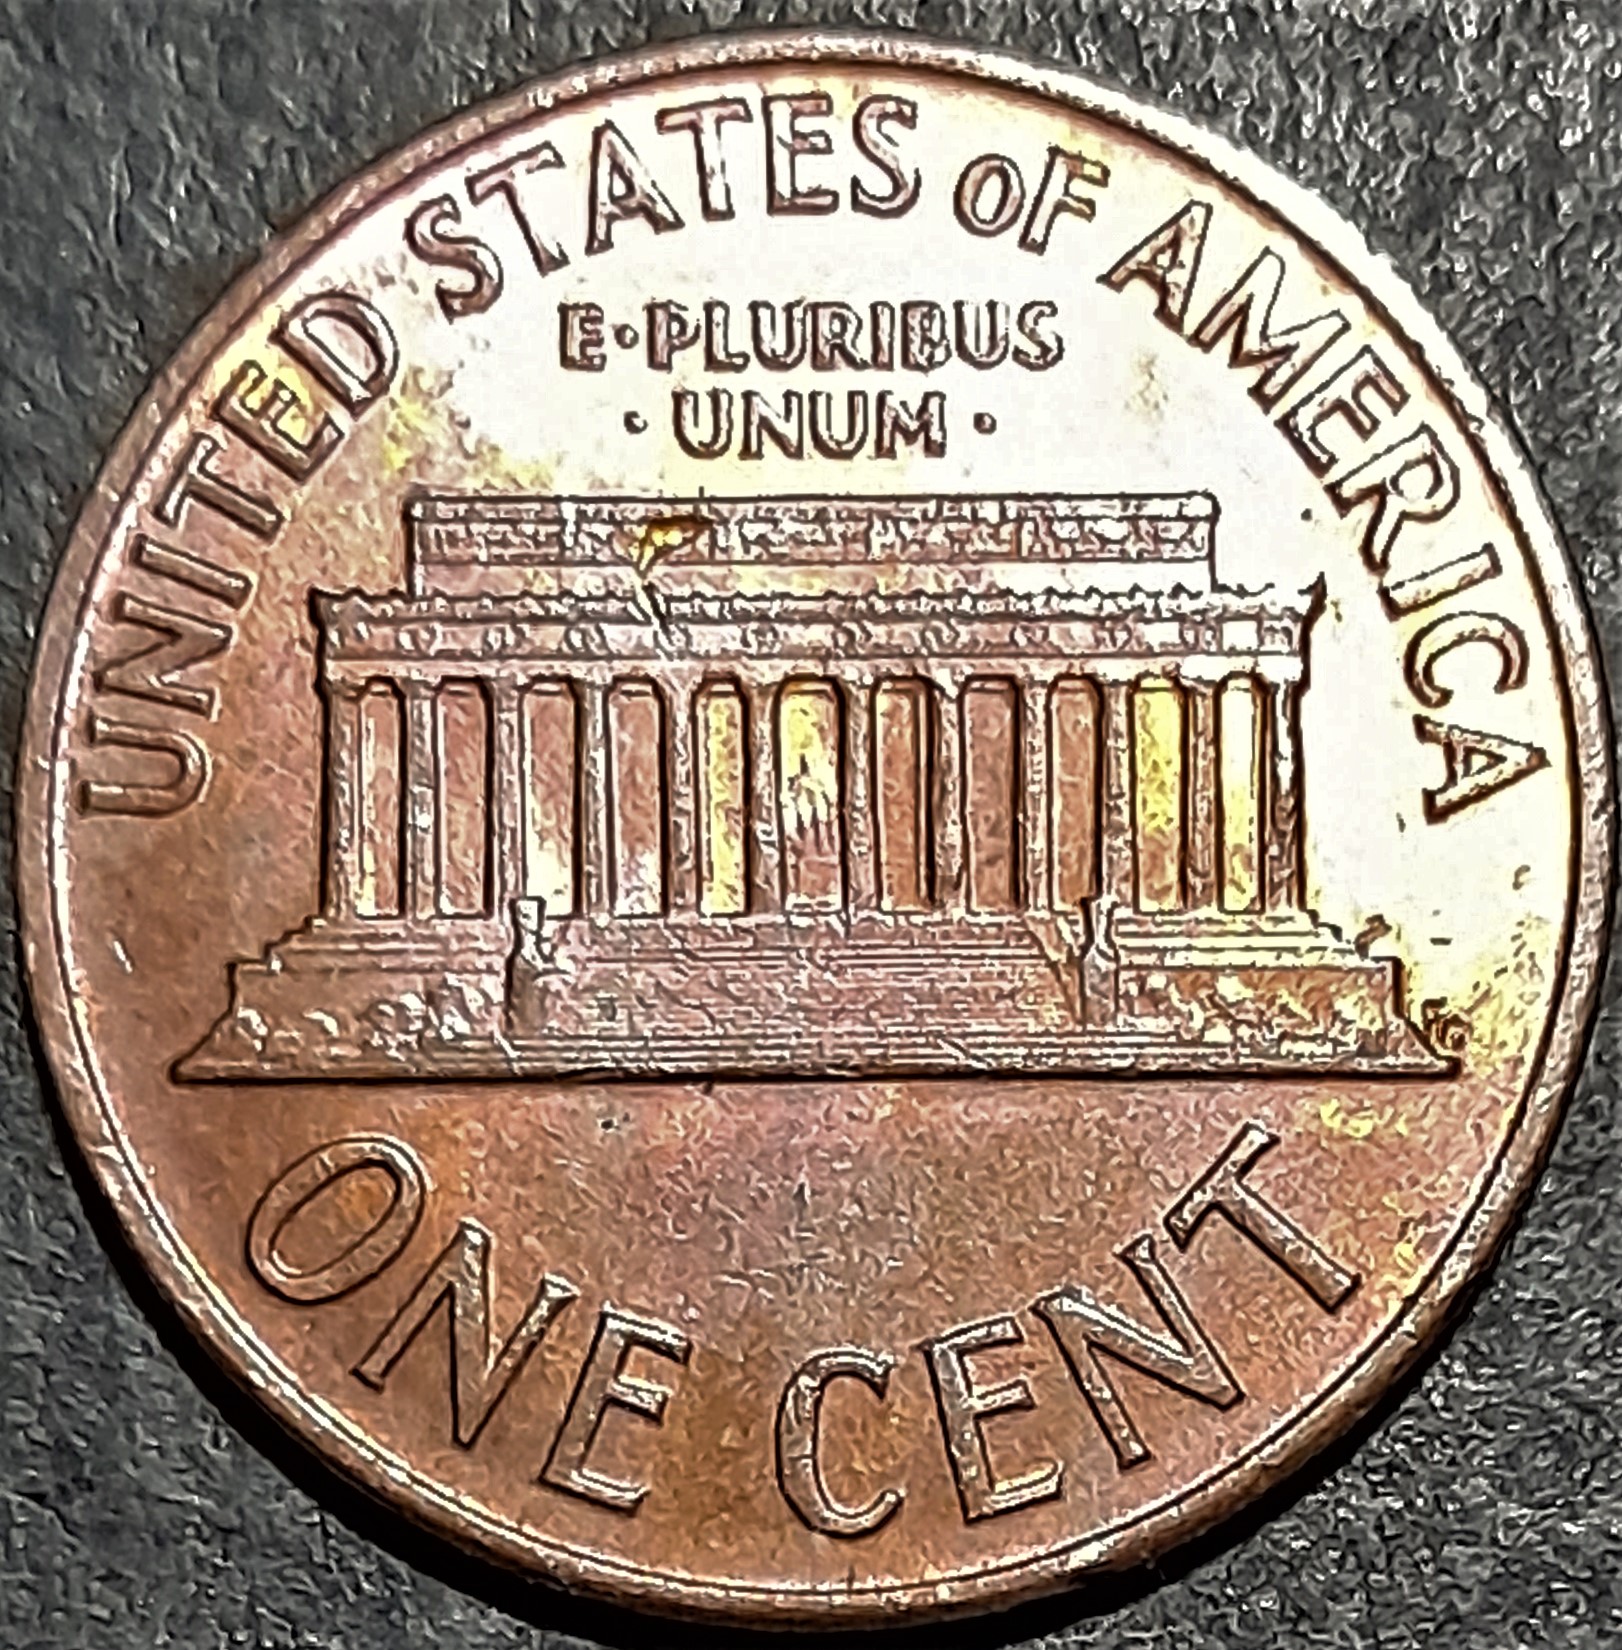 UNITED STATES OF AMERICA
E·PLURIBUS
· UNUM ·
ONE CENT